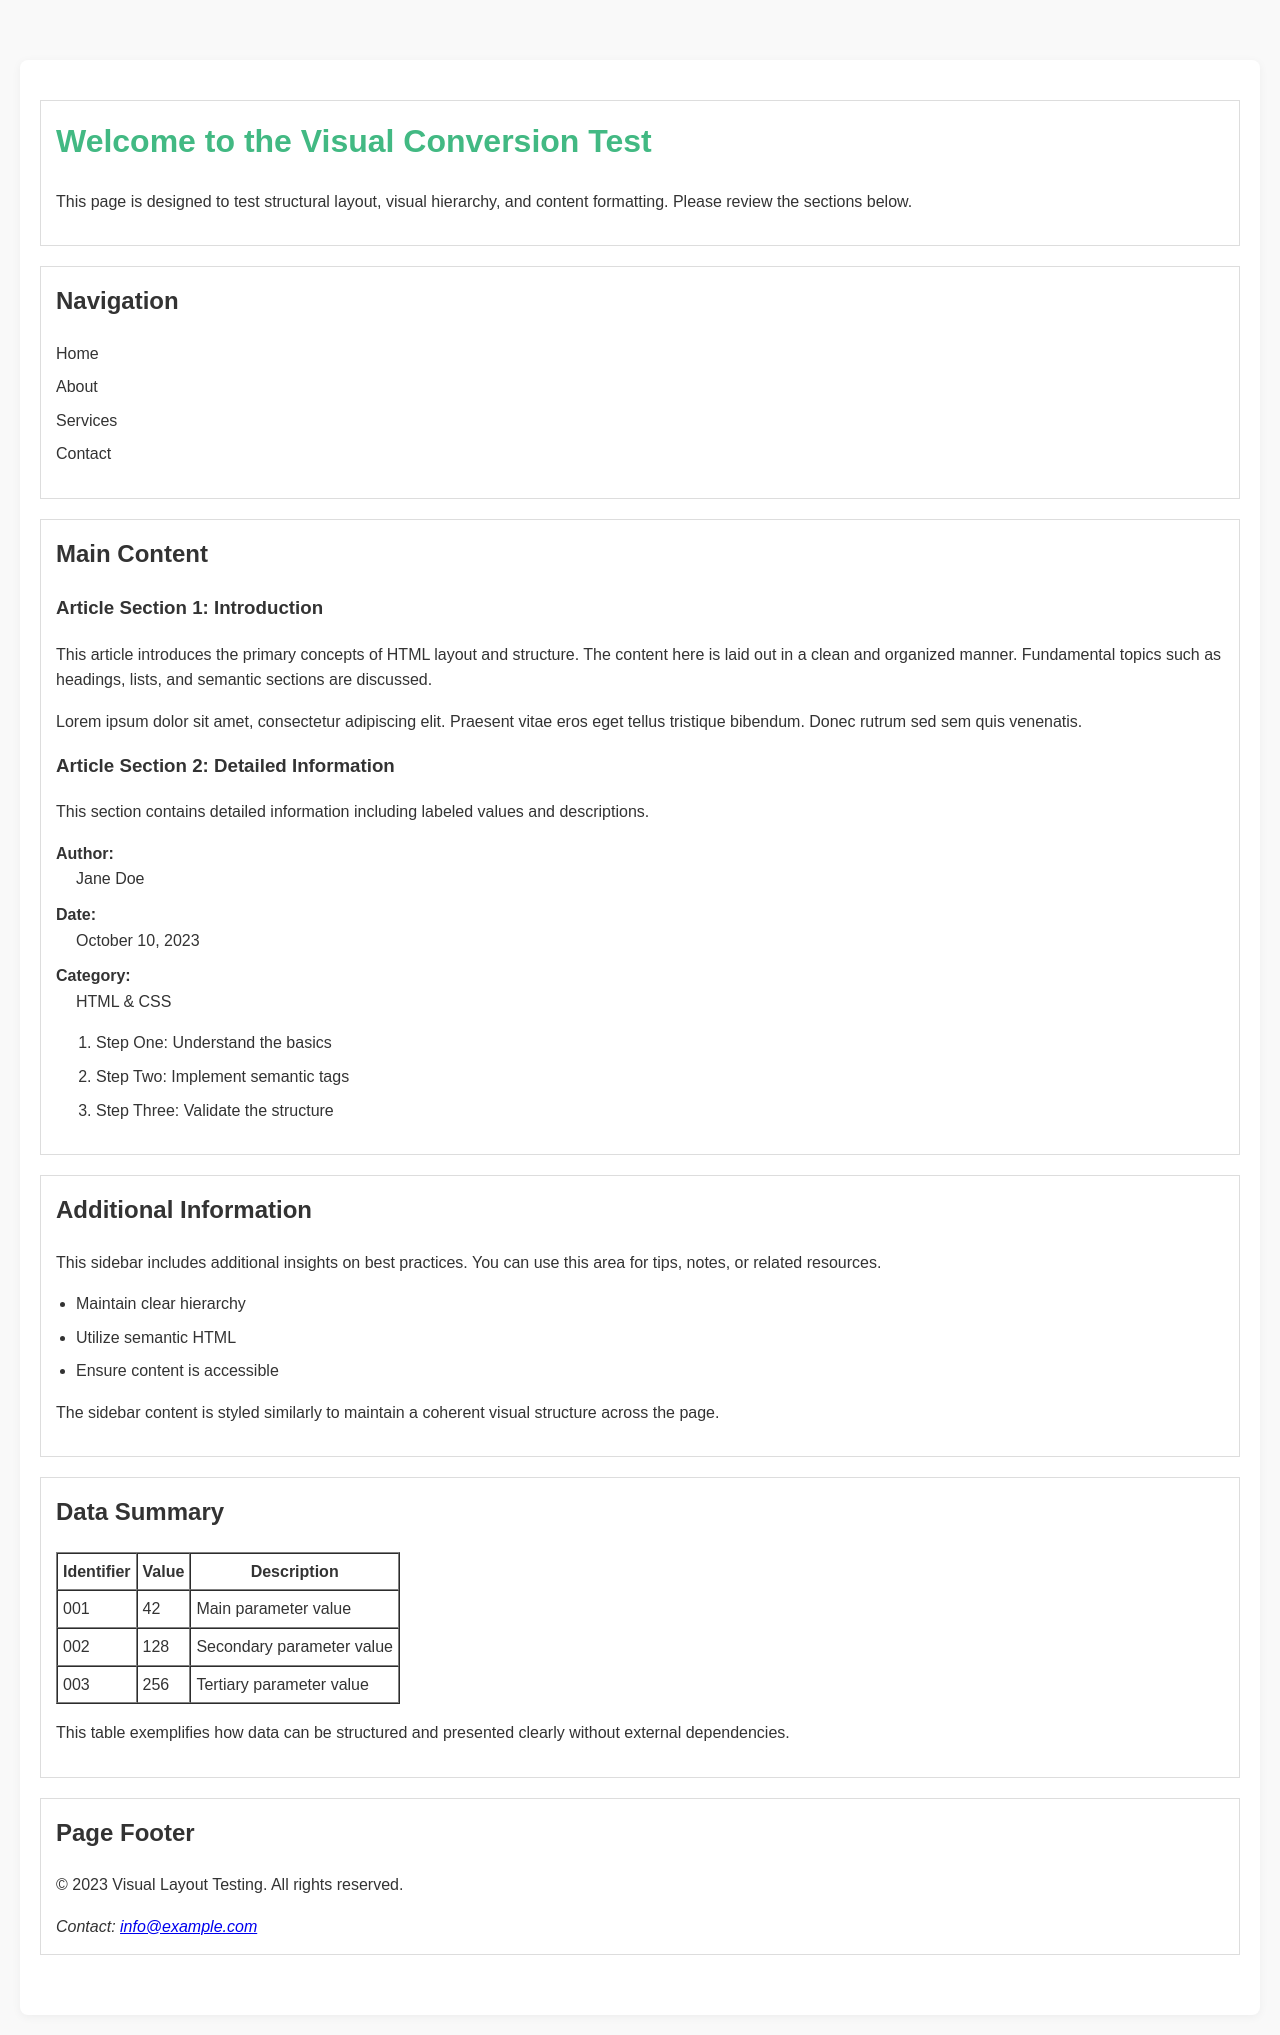 Welcome to the Visual Conversion Test
This page is designed to test structural layout, visual hierarchy, and content formatting. Please review the sections below.
Navigation
Home
About
Services
Contact
Main Content
Article Section 1: Introduction
This article introduces the primary concepts of HTML layout and structure. The content here is laid out in a clean and organized manner. Fundamental topics such as
headings, lists, and semantic sections are discussed.
Lorem ipsum dolor sit amet, consectetur adipiscing elit. Praesent vitae eros eget tellus tristique bibendum. Donec rutrum sed sem quis venenatis.
Article Section 2: Detailed Information
This section contains detailed information including labeled values and descriptions.
Author:
Jane Doe
Date:
October 10, 2023
Category:
HTML & CSS
1. Step One: Understand the basics
2. Step Two: Implement semantic tags
3. Step Three: Validate the structure
Additional Information
This sidebar includes additional insights on best practices. You can use this area for tips, notes, or related resources.
• Maintain clear hierarchy
• Utilize semantic HTML
• Ensure content is accessible
The sidebar content is styled similarly to maintain a coherent visual structure across the page.
Data Summary
Identifier Value Description
001 42 Main parameter value
002 128 Secondary parameter value
003 256 Tertiary parameter value
This table exemplifies how data can be structured and presented clearly without external dependencies.
Page Footer
© 2023 Visual Layout Testing. All rights reserved.
Contact: info@example.com